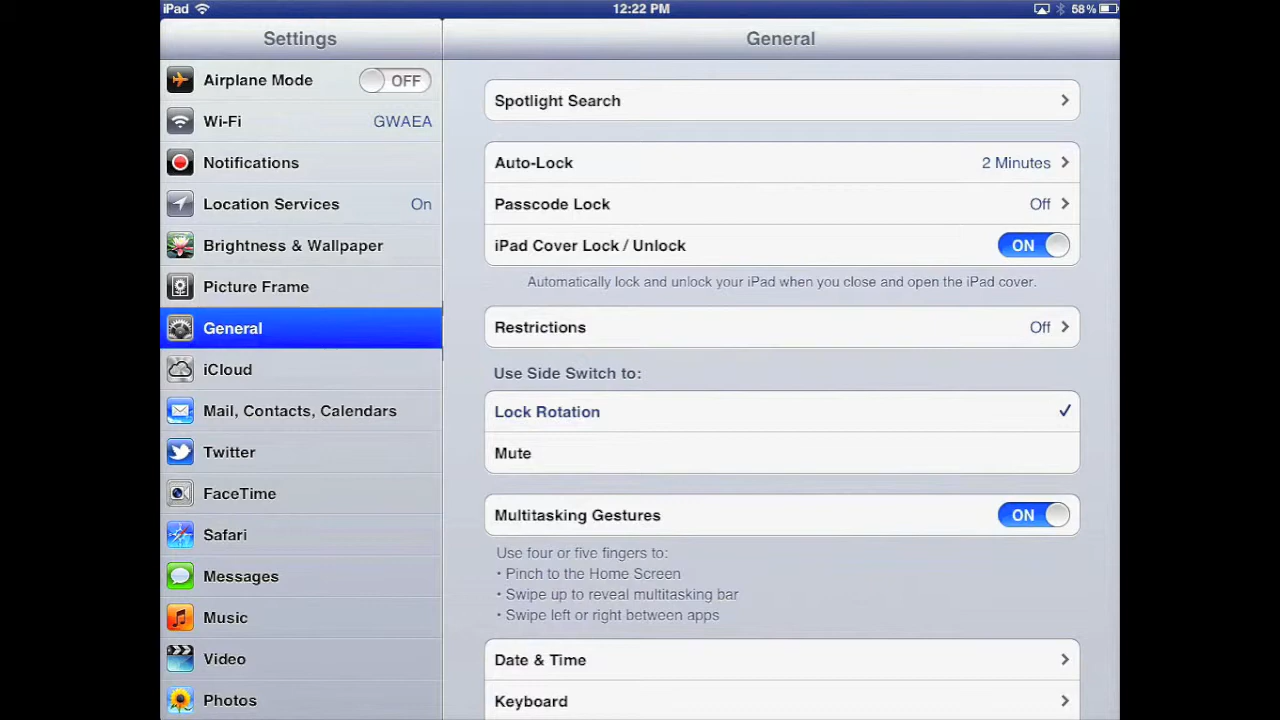 iPad
12:22 PM
68%
Settings
General
Airplane Mode OFF
Wi-Fi GWAEA
Notifications
Location Services On
Brightness & Wallpaper
Picture Frame
General
iCloud
Mail, Contacts, Calendars
Twitter
FaceTime
Safari
Messages
Music
Video
Photos
Spotlight Search
Auto-Lock 2 Minutes
Passcode Lock Off
iPad Cover Lock / Unlock ON
Automatically lock and unlock your iPad when you close and open the iPad cover.
Restrictions Off
Use Side Switch to:
Lock Rotation
Mute
Multitasking Gestures ON
Use four or five fingers to:
• Pinch to the Home Screen
• Swipe up to reveal multitasking bar
• Swipe left or right between apps
Date & Time
Keyboard